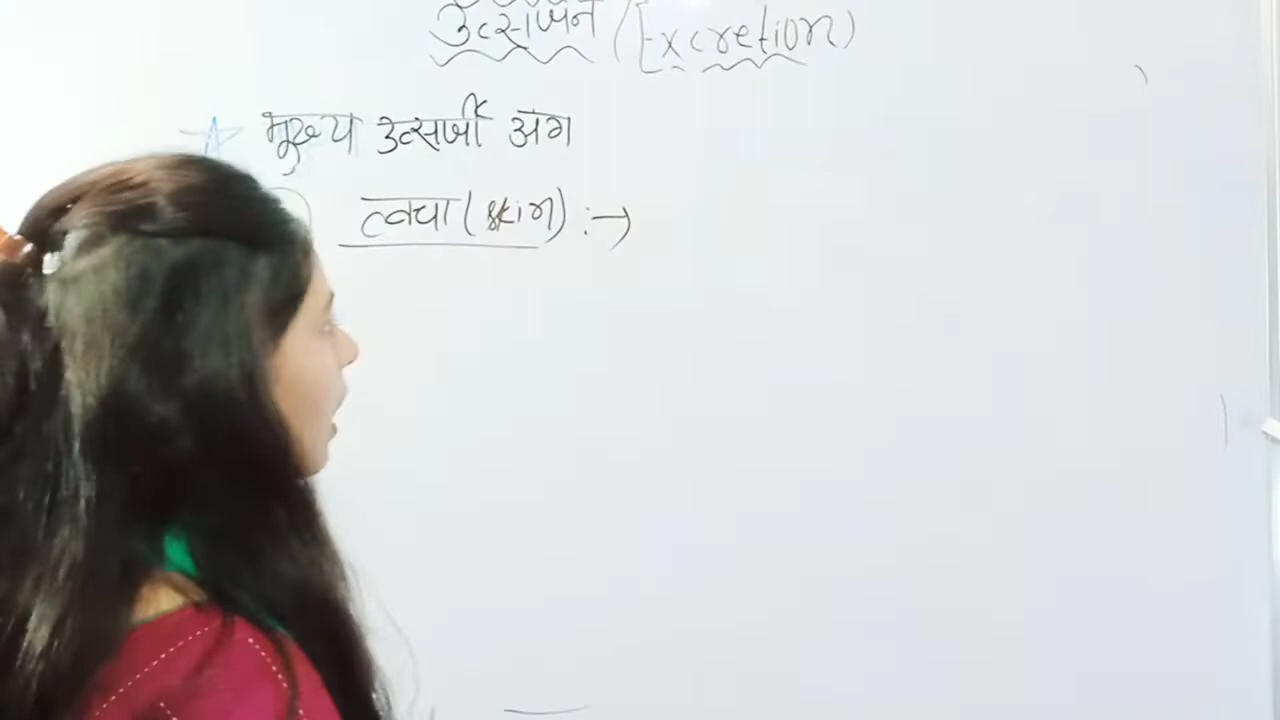 उत्सर्जन (Excretion)
मुख्य उत्सर्जी अंग
त्वचा (skin) :→